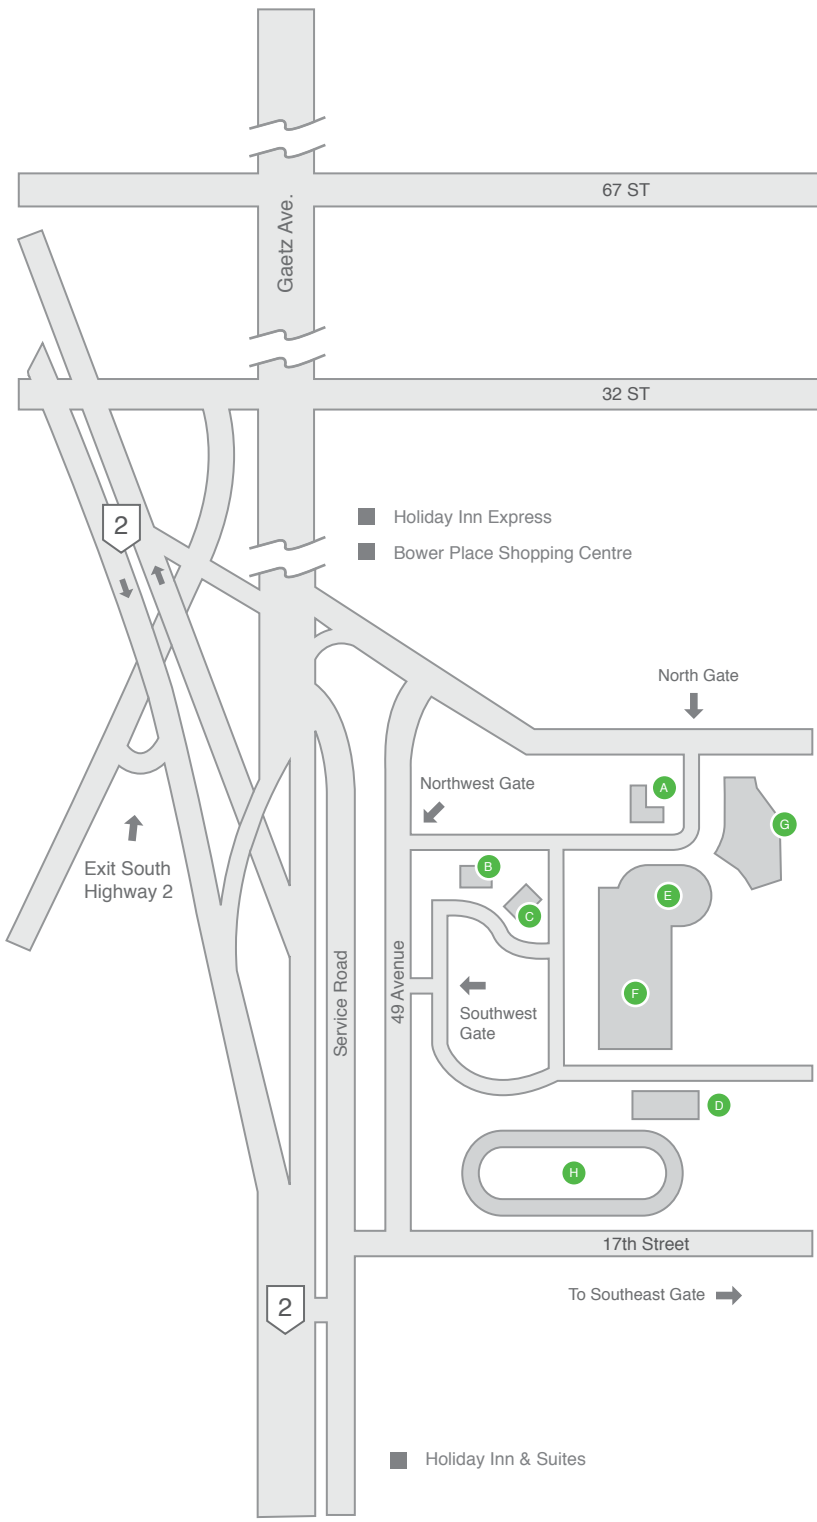 67 ST
Gaetz Ave.
32 ST
2
Holiday Inn Express
Bower Place Shopping Centre
North Gate
Northwest Gate
A
G
Exit South
Highway 2
B
E
C
Service Road
49 Avenue
Southwest
Gate
F
D
H
17th Street
To Southeast Gate
2
Holiday Inn & Suites